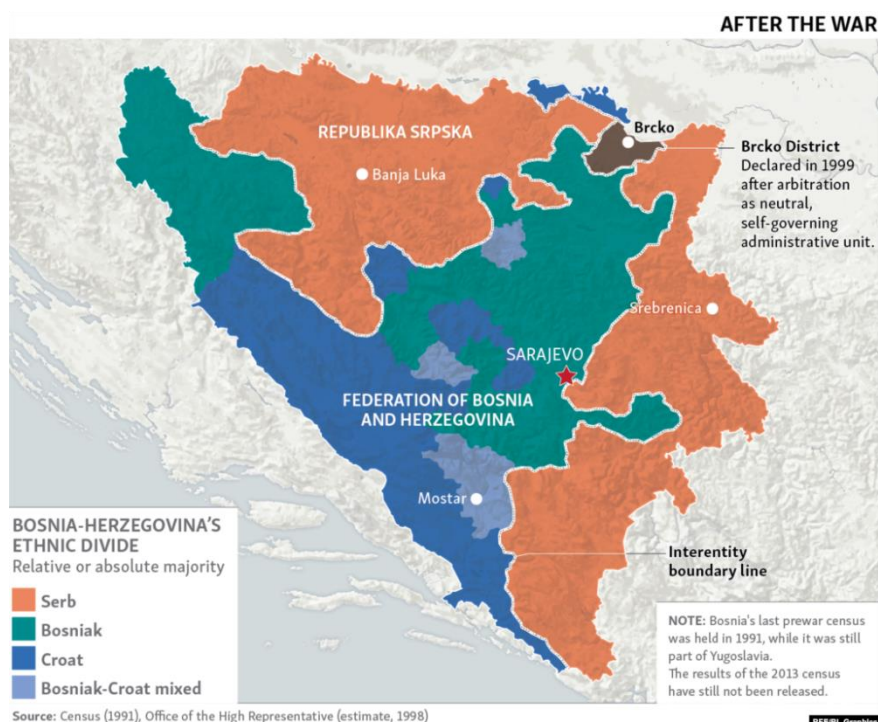 AFTER THE WAR
REPUBLIKA SRPSKA
Banja Luka
Brcko
Brcko District
Declared in 1999
after arbitration
as neutral,
self-governing
administrative unit.
Srebrenica
SARAJEVO
FEDERATION OF BOSNIA
AND HERZEGOVINA
Mostar
Interentity
boundary line
BOSNIA-HERZEGOVINA'S
ETHNIC DIVIDE
Relative or absolute majority
Serb
Bosniak
Croat
Bosniak-Croat mixed
NOTE: Bosnia's last prewar census
was held in 1991, while it was still
part of Yugoslavia.
The results of the 2013 census
have still not been released.
Source: Census (1991), Office of the High Representative (estimate, 1998)